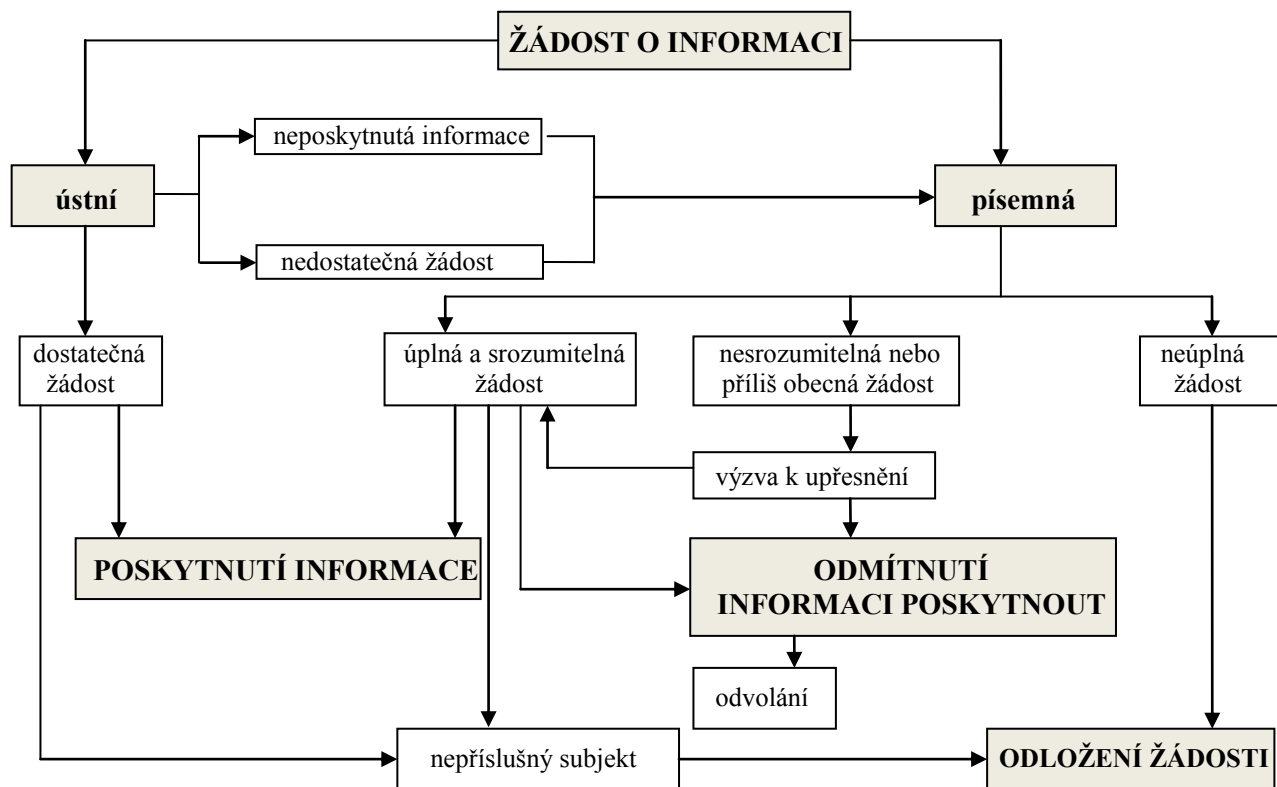 ŽÁDOST O INFORMACI
neposkytnutá informace
ústní
písemná
nedostatečná žádost
dostatečná
žádost
úplná a srozumitelná
žádost
nesrozumitelná nebo
příliš obecná žádost
neúplná
žádost
výzva k upřesnění
POSKYTNUTÍ INFORMACE
ODMÍTNUTÍ
INFORMACI POSKYTNOUT
odvolání
nepříslušný subjekt
ODLOŽENÍ ŽÁDOSTI